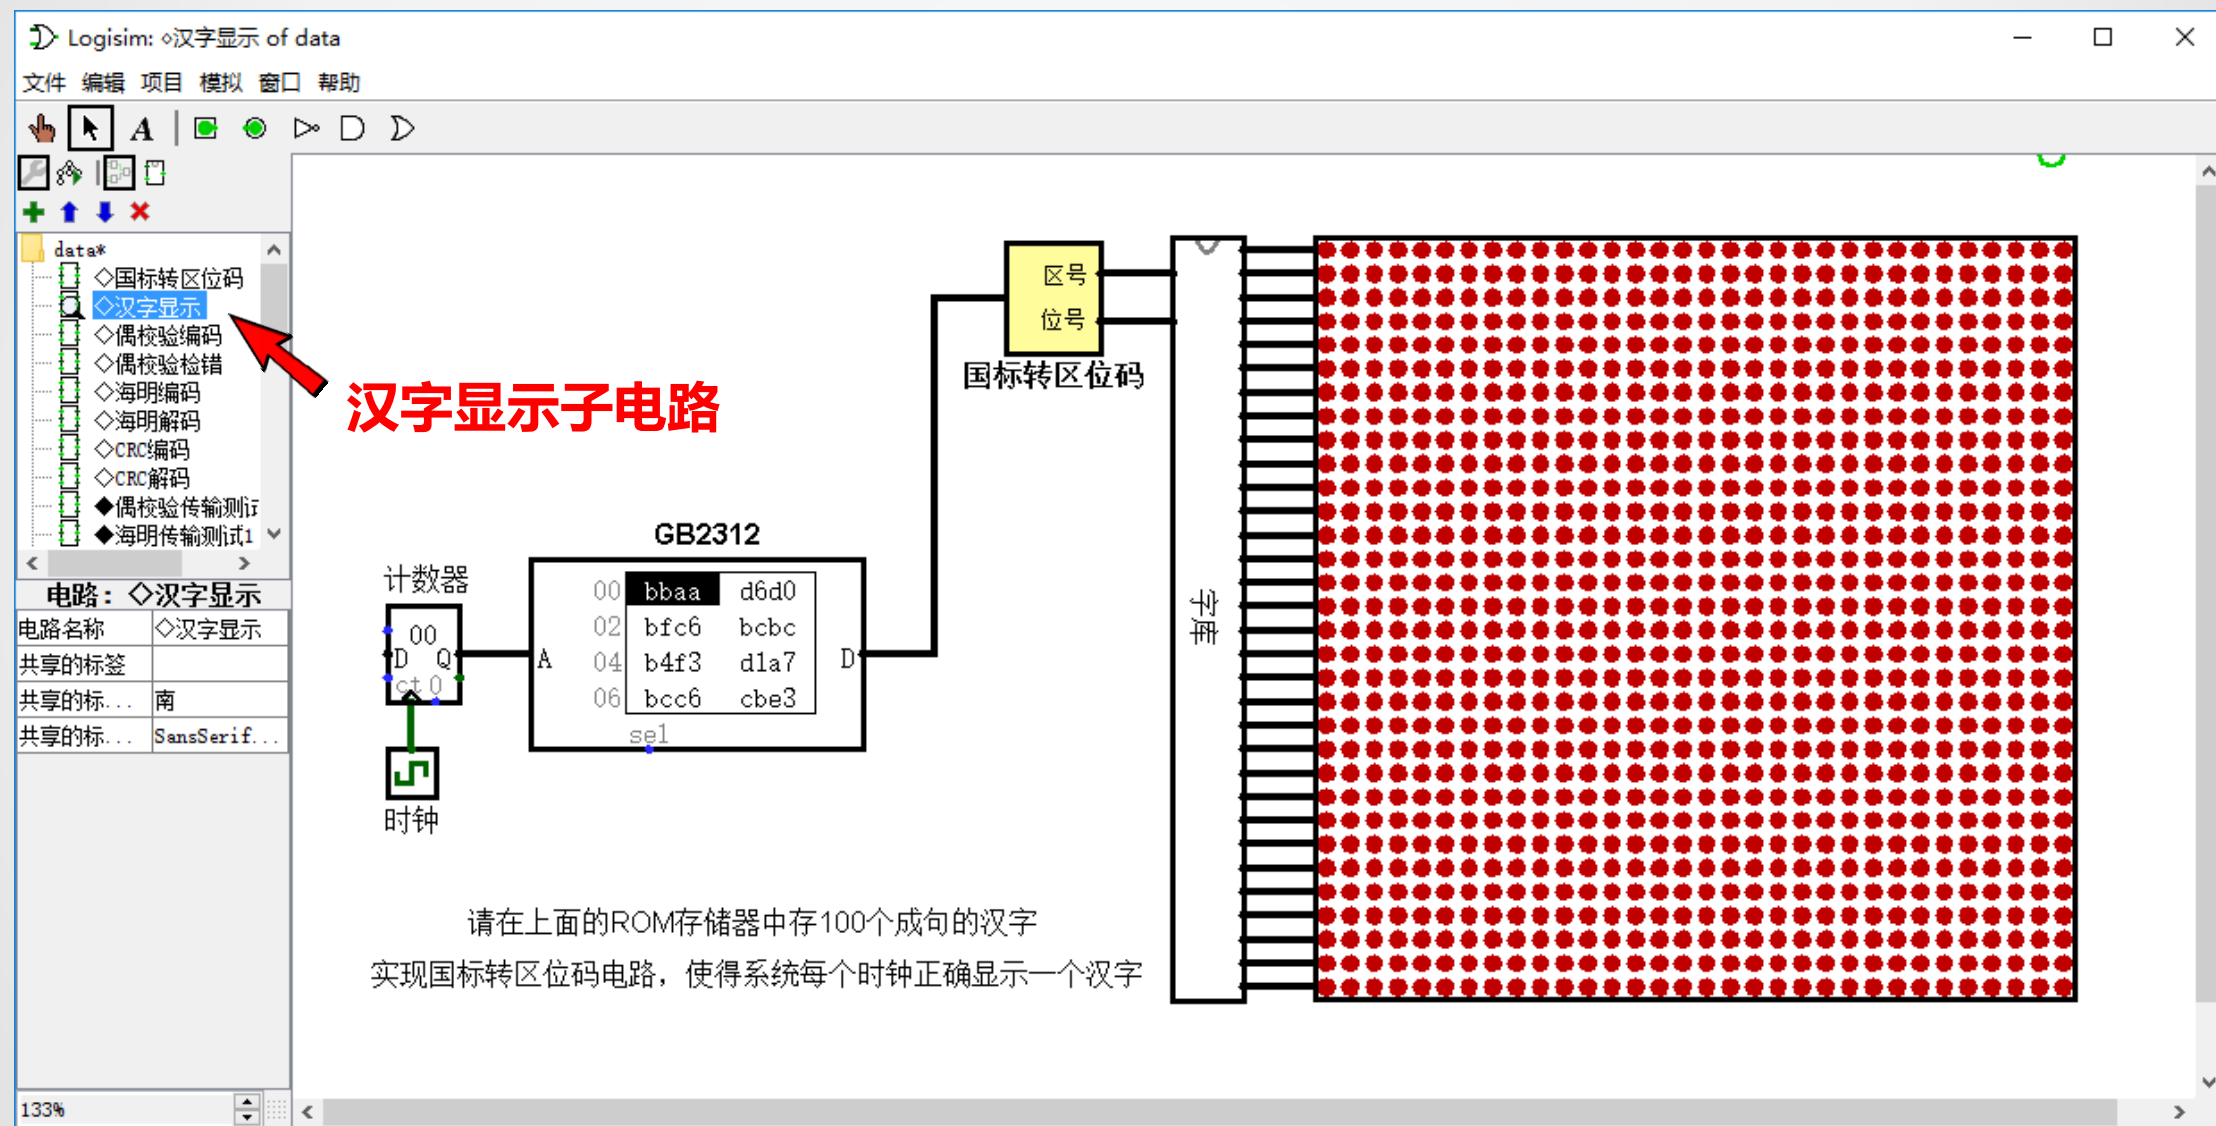 Logisim: ◇汉字显示 of data
文件 编辑 项目 模拟 窗口 帮助
A
data*
◇国标转区位码
◇汉字显示
◇偶校验编码
◇偶校验检错
◇海明编码
◇海明解码
◇CRC编码
◇CRC解码
◆偶校验传输测试
◆海明传输测试1
电路：◇汉字显示
电路名称 ◇汉字显示
共享的标签
共享的标... 南
共享的标... SansSerif...
133%
汉字显示子电路
区号
位号
国标转区位码
GB2312
计数器
00
D Q
ct 0
时钟
A
00 bbaa d6d0
02 bfc6 bcbc
04 b4f3 d1a7
06 bcc6 cbe3
D
sel
字库
请在上面的ROM存储器中存100个成句的汉字
实现国标转区位码电路，使得系统每个时钟正确显示一个汉字